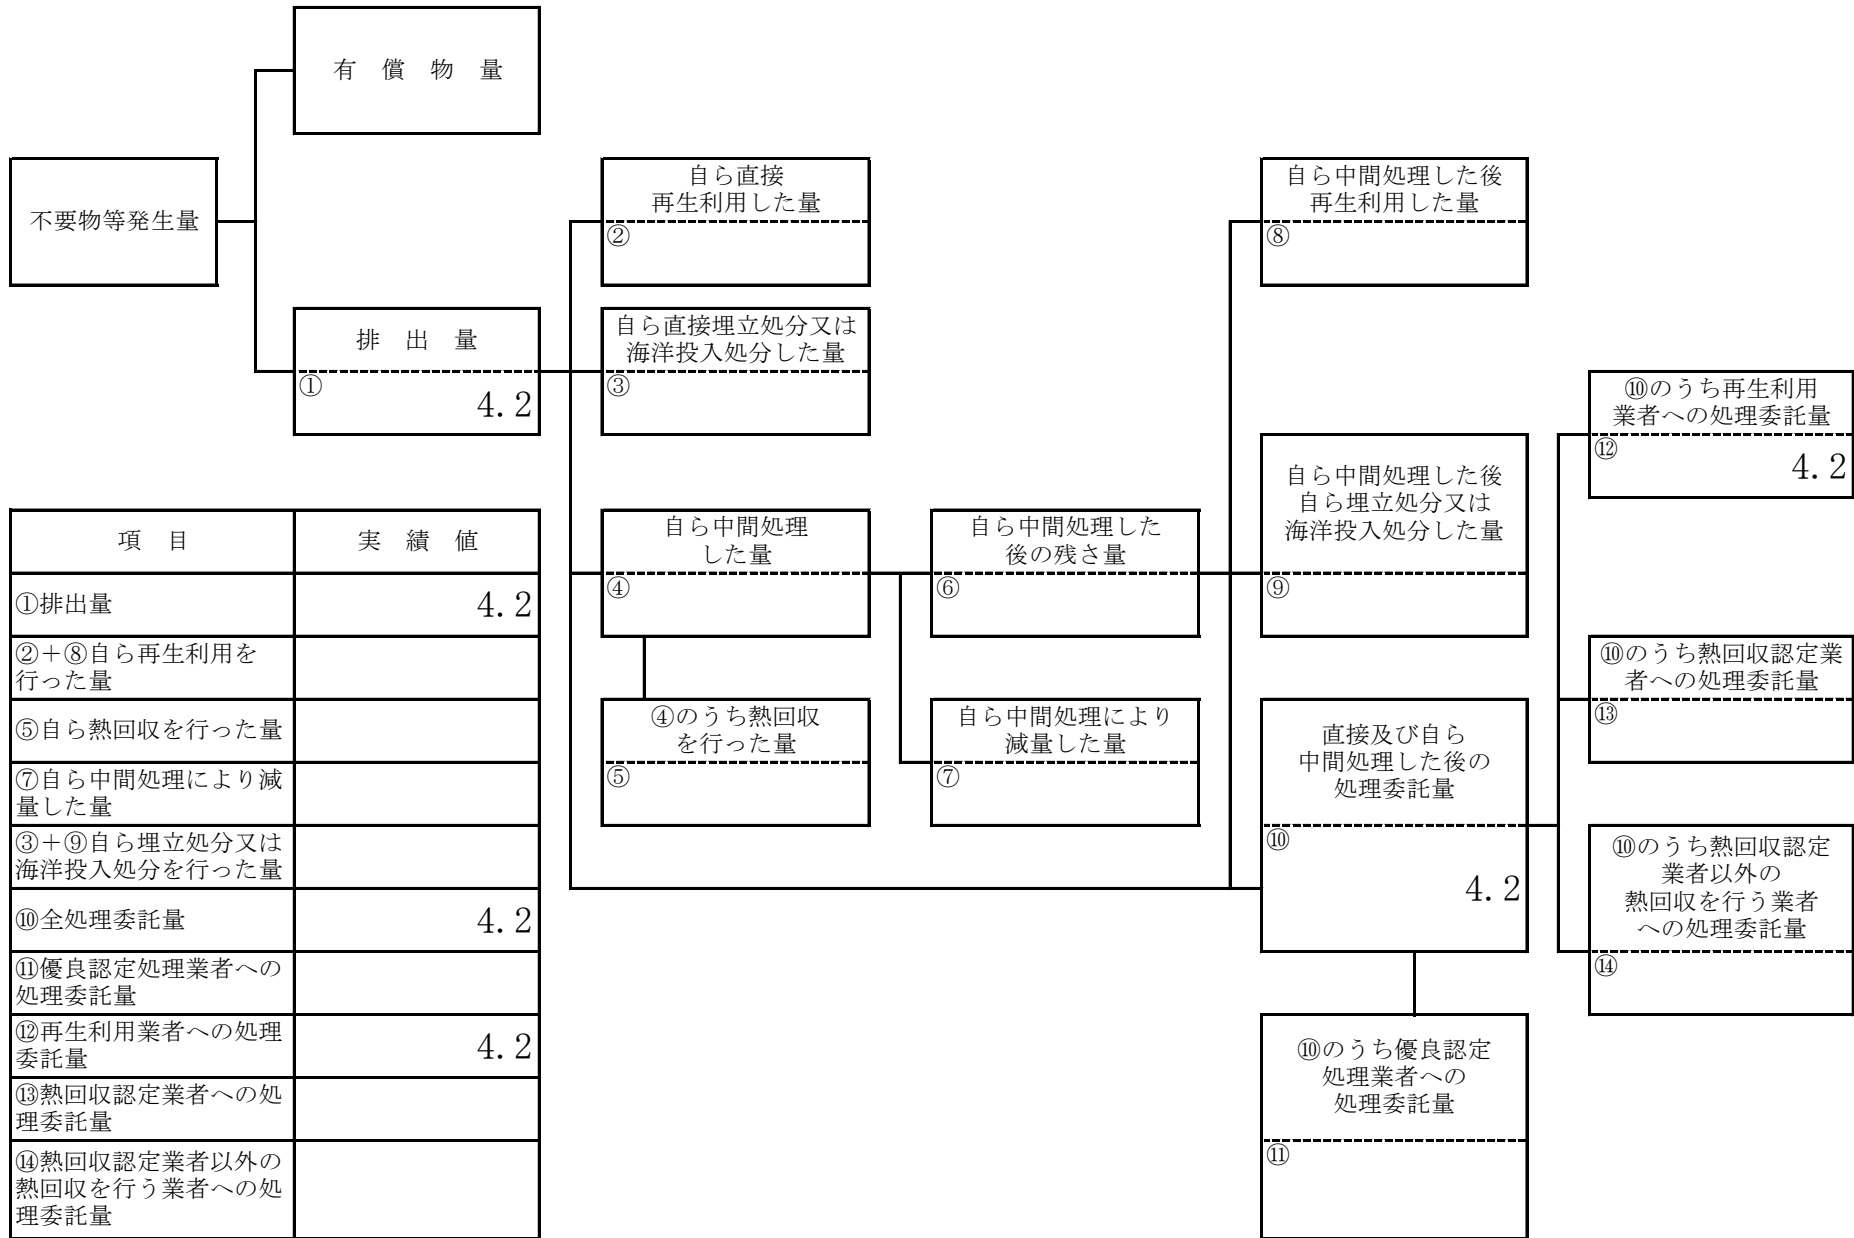 有 償 物 量
不要物等発生量
排 出 量
①
4.2
自ら直接
再生利用した量
②
自ら直接埋立処分又は
海洋投入処分した量
③
自ら中間処理
した量
④
④のうち熱回収
を行った量
⑤
自ら中間処理した
後の残さ量
⑥
自ら中間処理により
減量した量
⑦
自ら中間処理した後
再生利用した量
⑧
自ら中間処理した後
自ら埋立処分又は
海洋投入処分した量
⑨
直接及び自ら
中間処理した後の
処理委託量
⑩
4.2
⑩のうち優良認定
処理業者への
処理委託量
⑪
⑩のうち再生利用
業者への処理委託量
⑫
4.2
⑩のうち熱回収認定業
者への処理委託量
⑬
⑩のうち熱回収認定
業者以外の
熱回収を行う業者
への処理委託量
⑭
項 目 実 績 値
①排出量 4.2
②+⑧自ら再生利用を
行った量
⑤自ら熱回収を行った量
⑦自ら中間処理により減
量した量
③+⑨自ら埋立処分又は
海洋投入処分を行った量
⑩全処理委託量 4.2
⑪優良認定処理業者への
処理委託量
⑫再生利用業者への処理
委託量 4.2
⑬熱回収認定業者への処
理委託量
⑭熱回収認定業者以外の
熱回収を行う業者への処
理委託量